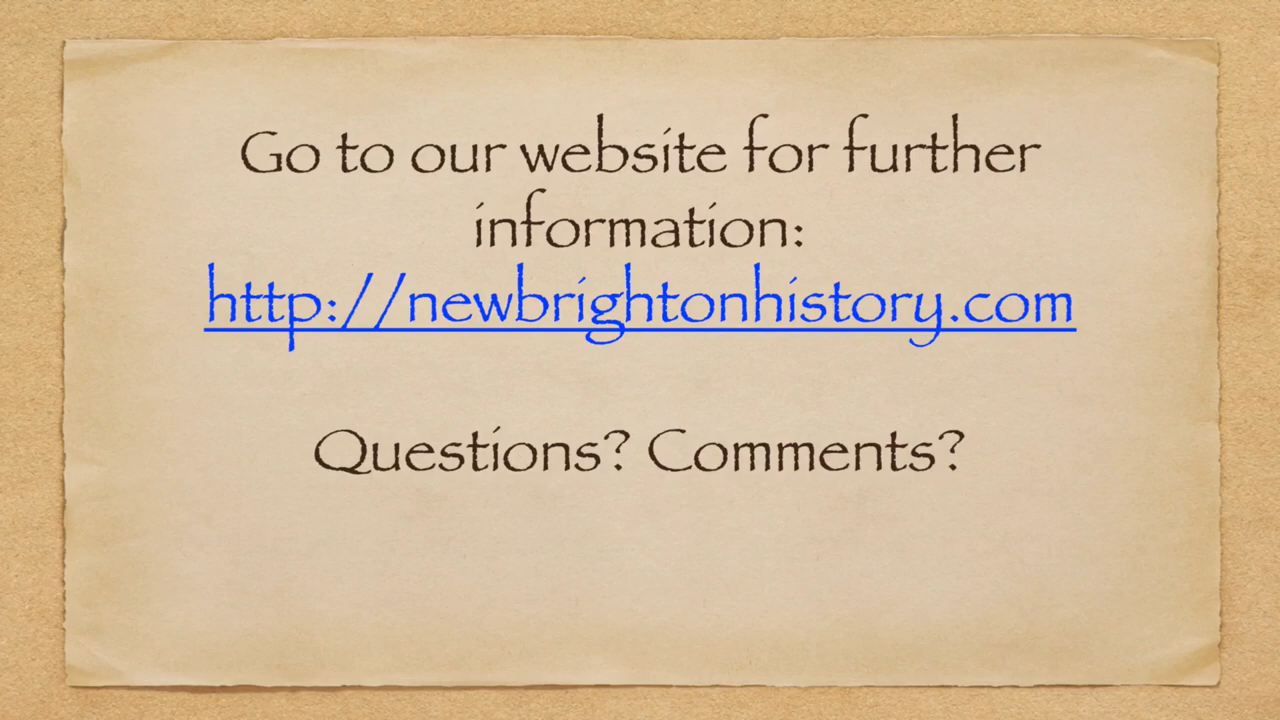 Go to our website for further
information:
http://newbrightonhistory.com
Questions? Comments?